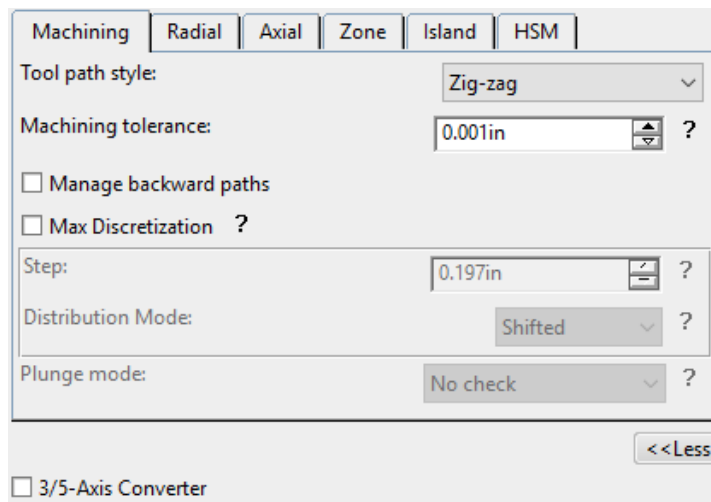 Machining Radial Axial Zone Island HSM
Tool path style: Zig-zag
Machining tolerance: 0.001in ?
Manage backward paths
Max Discretization ?
Step: 0.197in ?
Distribution Mode: Shifted ?
Plunge mode: No check ?
<<Less
3/5-Axis Converter